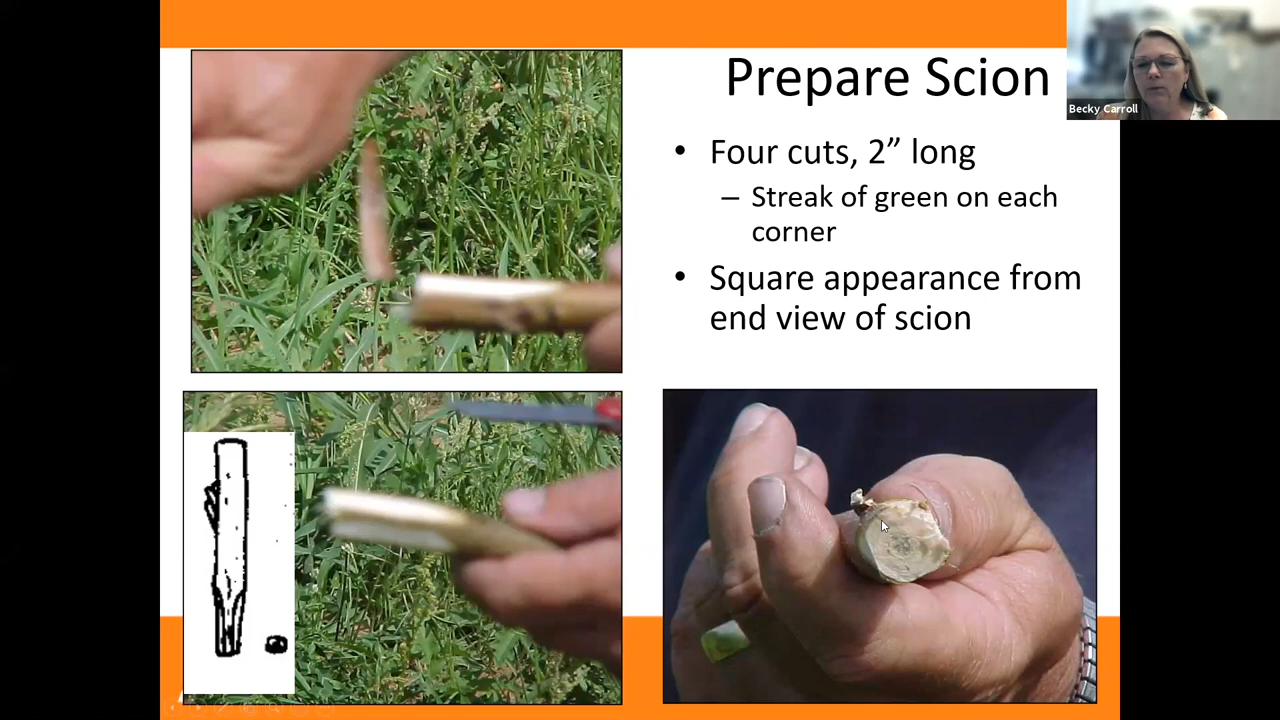 Prepare Scion
Becky Carroll
• Four cuts, 2” long
– Streak of green on each
corner
• Square appearance from
end view of scion